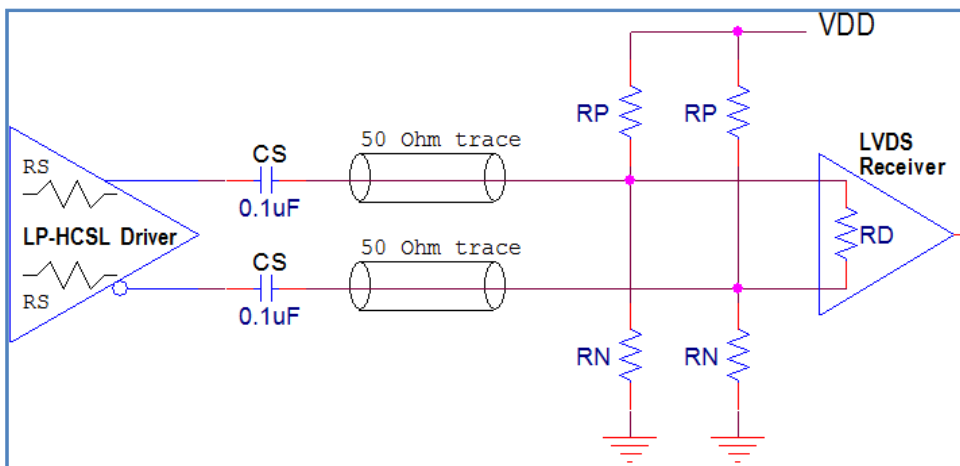 VDD
RP
RP
50 Ohm trace
LVDS
Receiver
CS
RS
0.1uF
LP-HCSL Driver
RD
50 Ohm trace
CS
RS
0.1uF
RN
RN